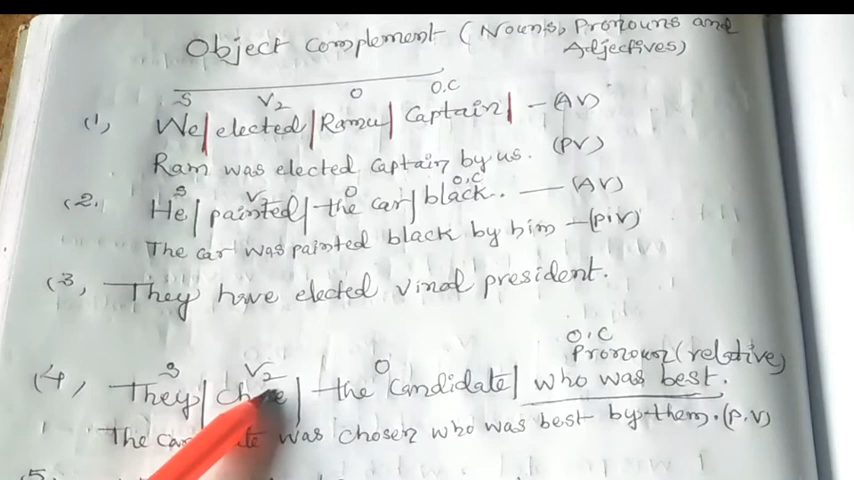 Object complement (Nouns, Pronouns and
Adjectives)
S V2 O O.C
(1) We | elected | Ramu | Captain | - (AV)
Ram was elected captain by us. (PV)
S V2 O O.C
(2. He | painted | the car | black. - (AV)
The car was painted black by him - (P.V)
(3, They have elected vimal president.
O.C
S V2 O Pronoun (relative)
(4, They | | the candidate | who was best.
The was chosen who was best by them. (P.V)